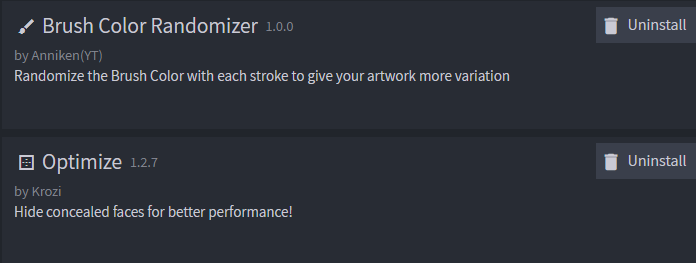 Brush Color Randomizer 1.0.0 Uninstall
by Anniken(YT)
Randomize the Brush Color with each stroke to give your artwork more variation
Optimize 1.2.7 Uninstall
by Krozi
Hide concealed faces for better performance!